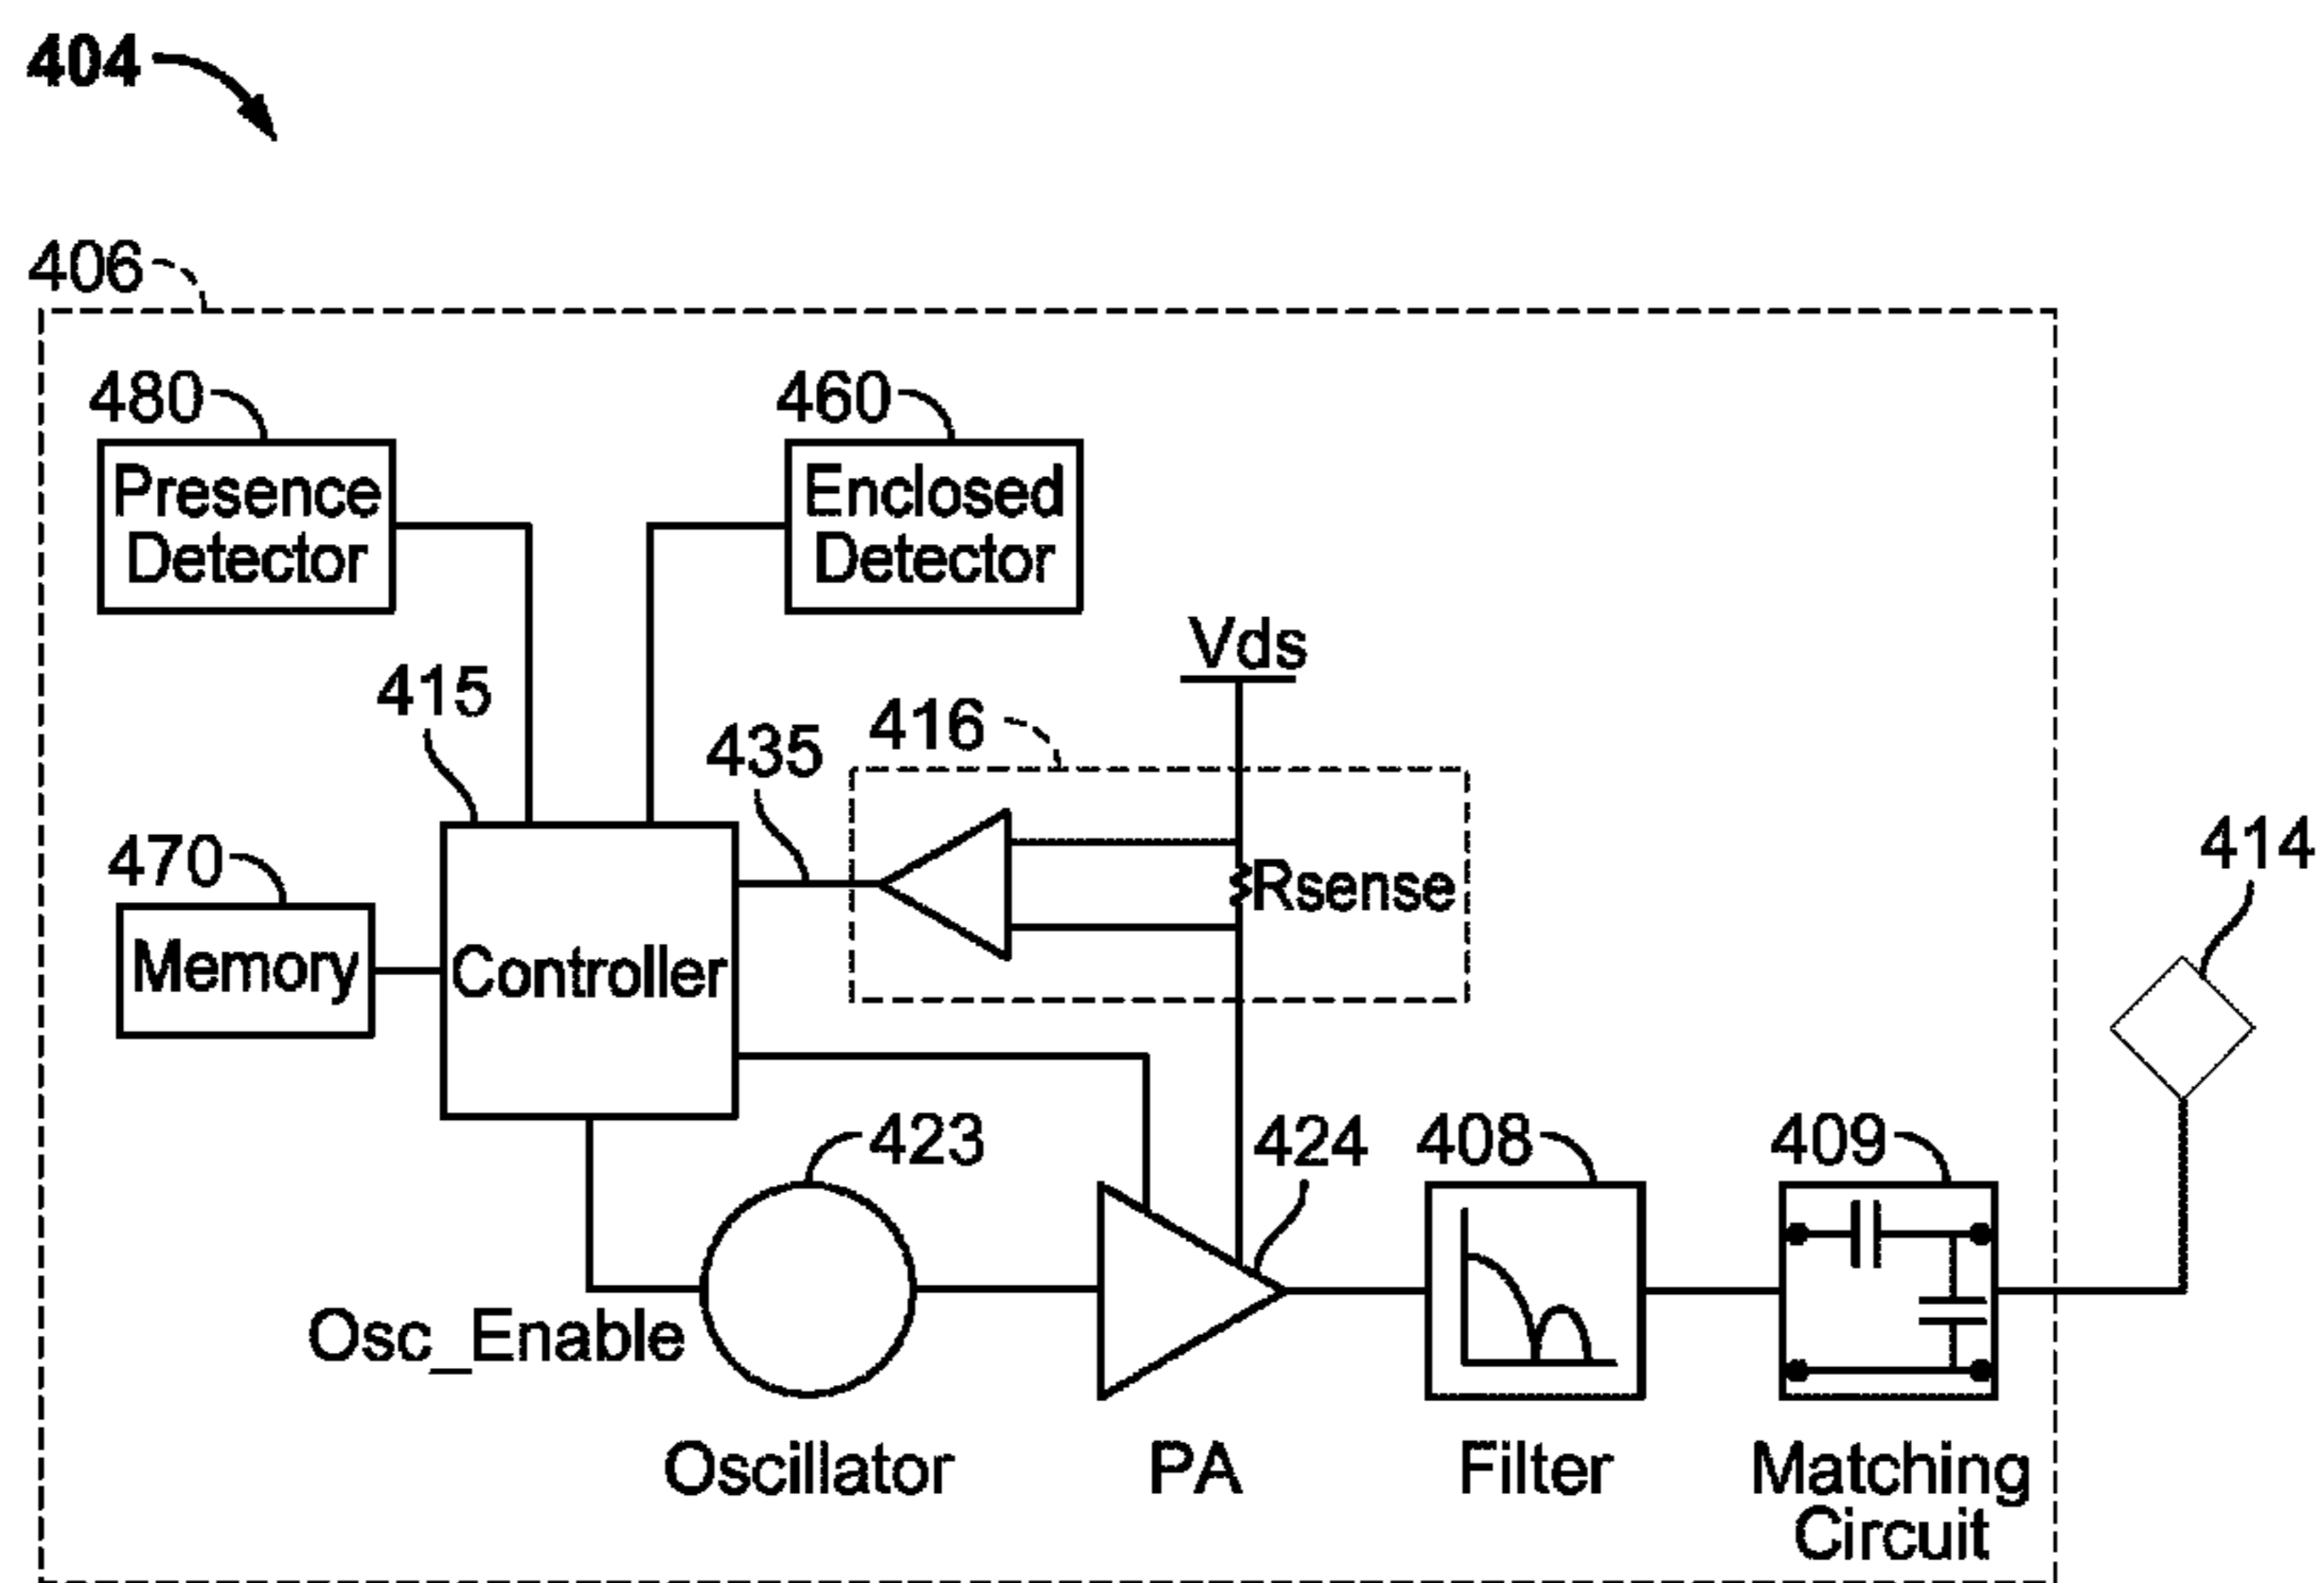 404
406
480
460
Presence
Detector
Enclosed
Detector
Vds
415
416
435
470
414
Rsense
Memory
Controller
423
424
408
409
Osc_Enable
Oscillator
PA
Filter
Matching
Circuit